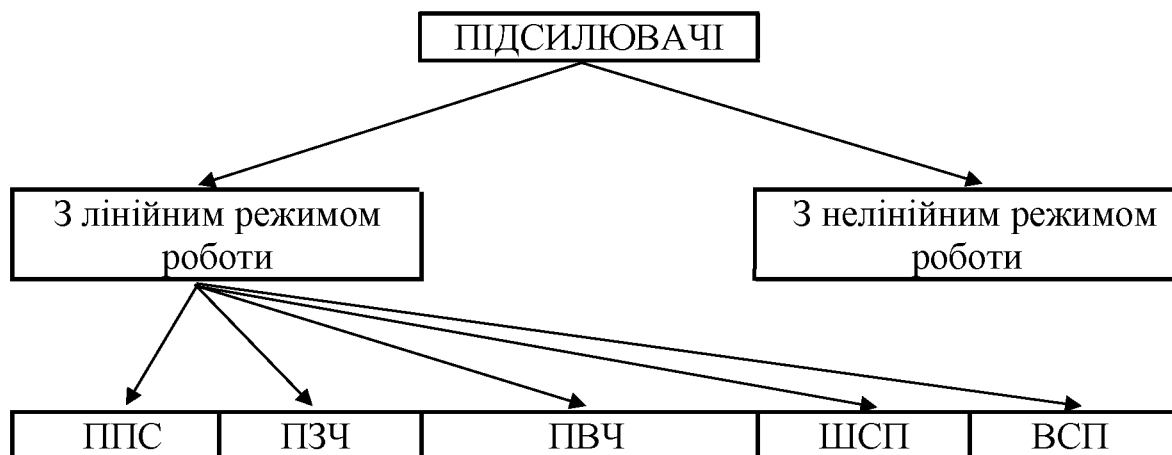 ПІДСИЛЮВАЧІ
З лінійним режимом
роботи
З нелінійним режимом
роботи
ППС
ПЗЧ
ПВЧ
ШСП
ВСП